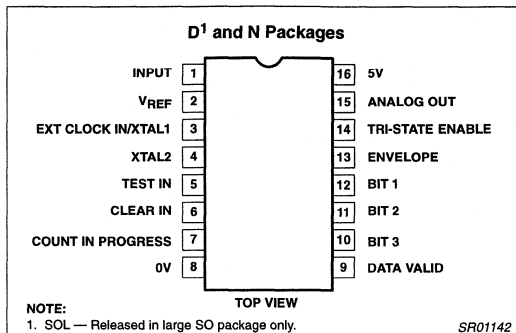 D¹ and N Packages
INPUT 1 16 5V
VREF 2 15 ANALOG OUT
EXT CLOCK IN/XTAL1 3 14 TRI-STATE ENABLE
XTAL2 4 13 ENVELOPE
TEST IN 5 12 BIT 1
CLEAR IN 6 11 BIT 2
COUNT IN PROGRESS 7 10 BIT 3
0V 8 9 DATA VALID
TOP VIEW
NOTE:
1. SOL — Released in large SO package only.
SR01142